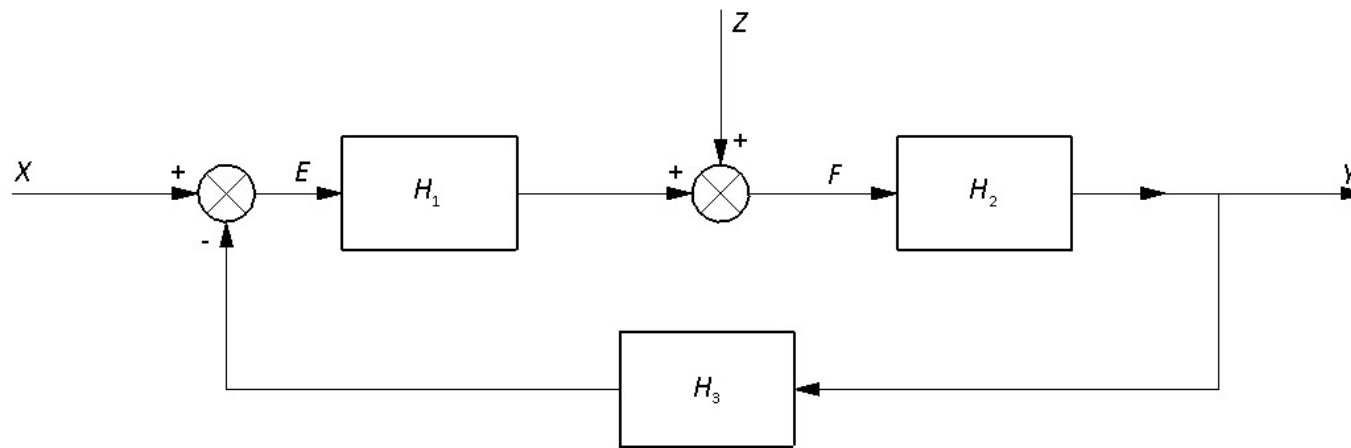 Z
X + E H₁ + + F H₂ Y
-
H₃